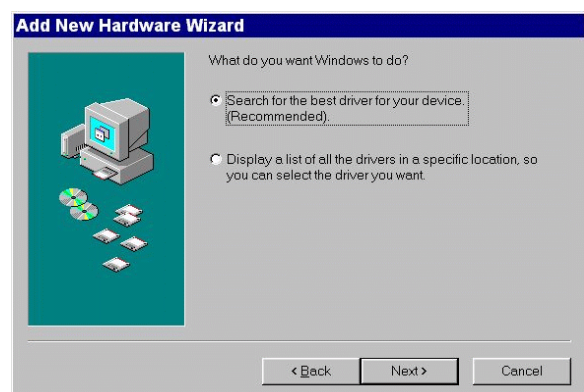 Add New Hardware Wizard
What do you want Windows to do?
Search for the best driver for your device.
(Recommended).
Display a list of all the drivers in a specific location, so
you can select the driver you want.
< Back
Next >
Cancel